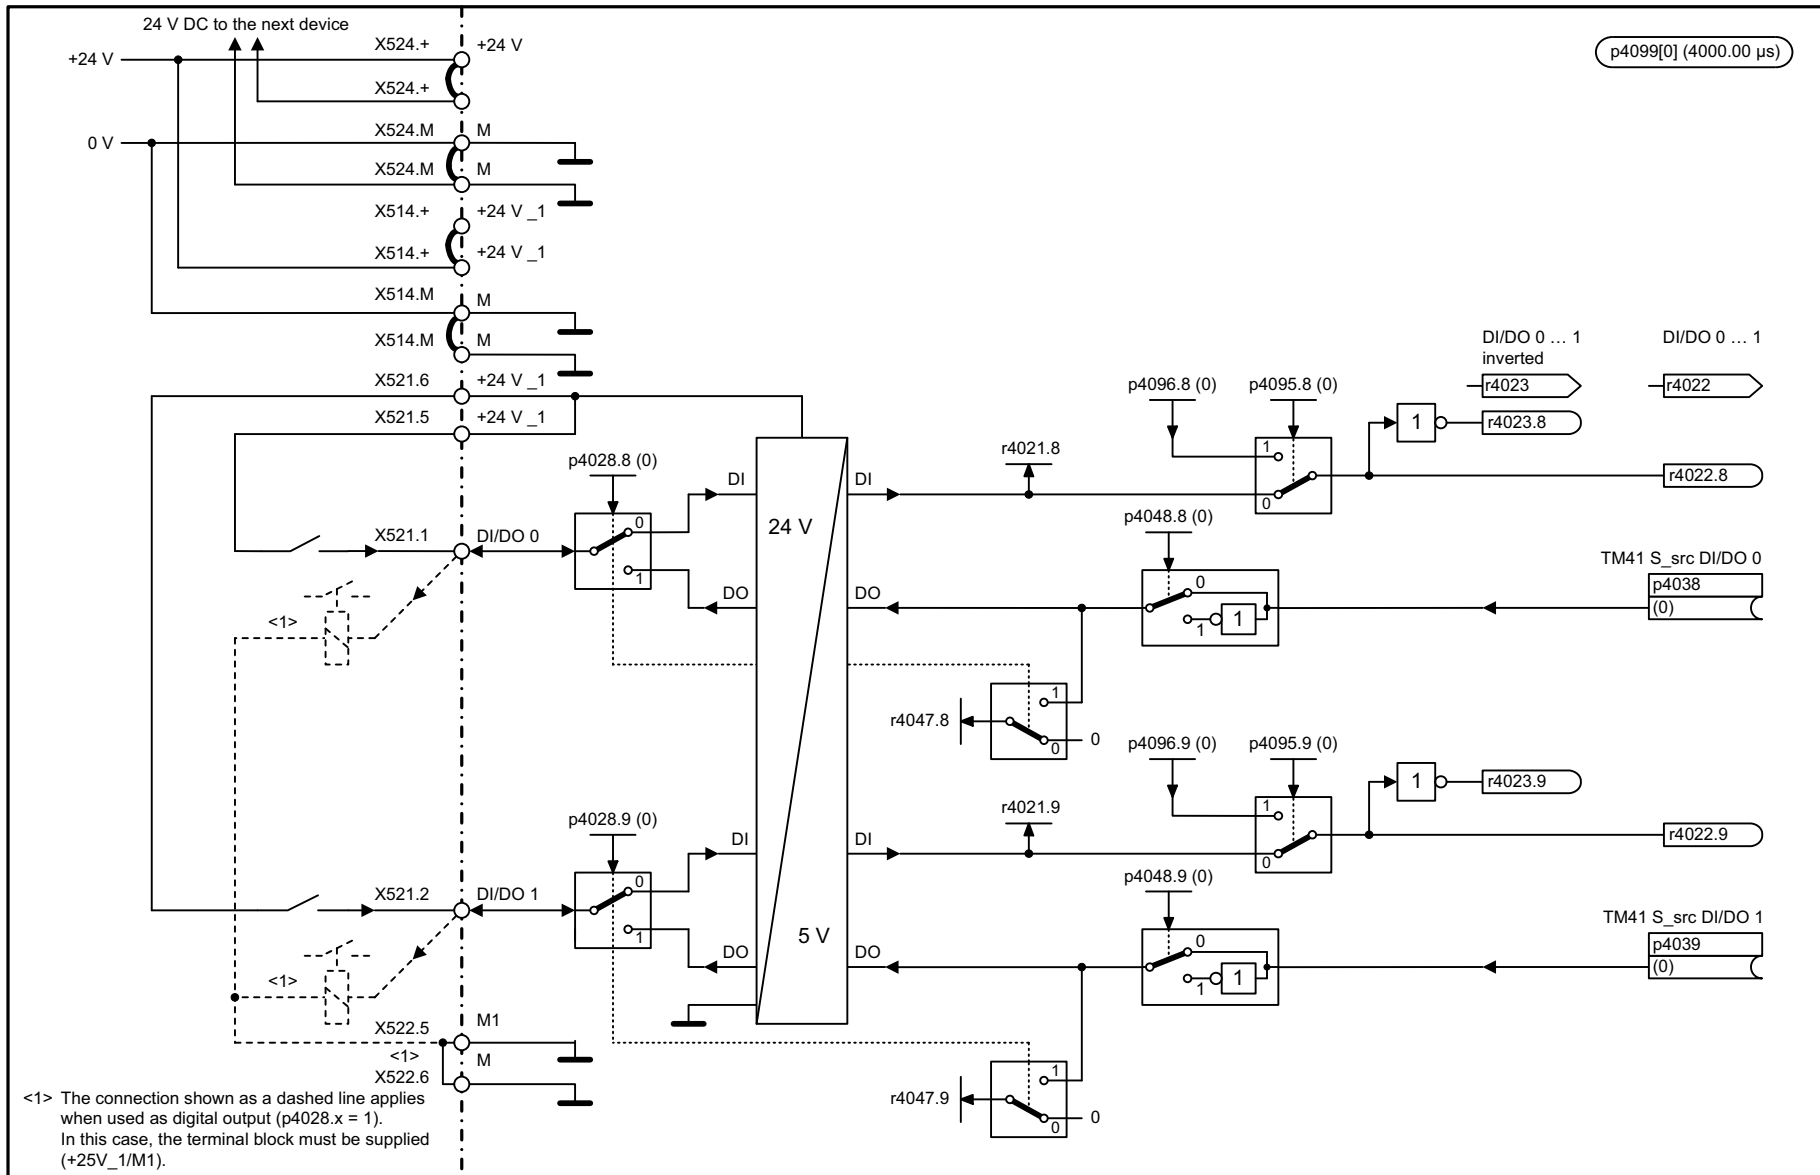 24 V DC to the next device
X524.+ +24 V
p4099[0] (4000.00 µs)
+24 V
X524.+
X524.M M
0 V
X524.M M
X514.+ +24 V _1
X514.+ +24 V _1
X514.M M
X514.M M
DI/DO 0 … 1 DI/DO 0 … 1
inverted
X521.6 +24 V _1
p4096.8 (0) p4095.8 (0)
r4023 r4022
X521.5 +24 V _1
1 r4023.8
r4021.8
1
p4028.8 (0)
DI DI
r4022.8
0
0
24 V
p4048.8 (0)
X521.1 DI/DO 0
TM41 S_src DI/DO 0
1
0
p4038
DO DO
(0)
<1>
1 1
1
r4047.8
0 0
p4096.9 (0) p4095.9 (0)
1 r4023.9
r4021.9
1
p4028.9 (0)
DI DI
r4022.9
0
0
p4048.9 (0)
X521.2 DI/DO 1
TM41 S_src DI/DO 1
1
5 V
0
p4039
DO DO
(0)
<1>
1 1
X522.5 M1
<1> M
X522.6
1
r4047.9
0 0
<1> The connection shown as a dashed line applies
when used as digital output (p4028.x = 1).
In this case, the terminal block must be supplied
(+25V_1/M1).